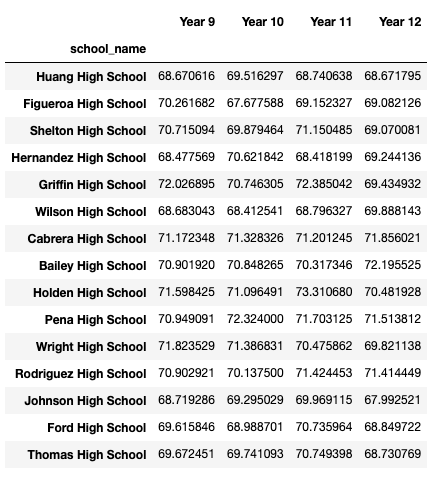 Year 9 Year 10 Year 11 Year 12
school_name
Huang High School 68.670616 69.516297 68.740638 68.671795
Figueroa High School 70.261682 67.677588 69.152327 69.082126
Shelton High School 70.715094 69.879464 71.150485 69.070081
Hernandez High School 68.477569 70.621842 68.418199 69.244136
Griffin High School 72.026895 70.746305 72.385042 69.434932
Wilson High School 68.683043 68.412541 68.796327 69.888143
Cabrera High School 71.172348 71.328326 71.201245 71.856021
Bailey High School 70.901920 70.848265 70.317346 72.195525
Holden High School 71.598425 71.096491 73.310680 70.481928
Pena High School 70.949091 72.324000 71.703125 71.513812
Wright High School 71.823529 71.386831 70.475862 69.821138
Rodriguez High School 70.902921 70.137500 71.424453 71.414449
Johnson High School 68.719286 69.295029 69.969115 67.992521
Ford High School 69.615846 68.988701 70.735964 68.849722
Thomas High School 69.672451 69.741093 70.749398 68.730769